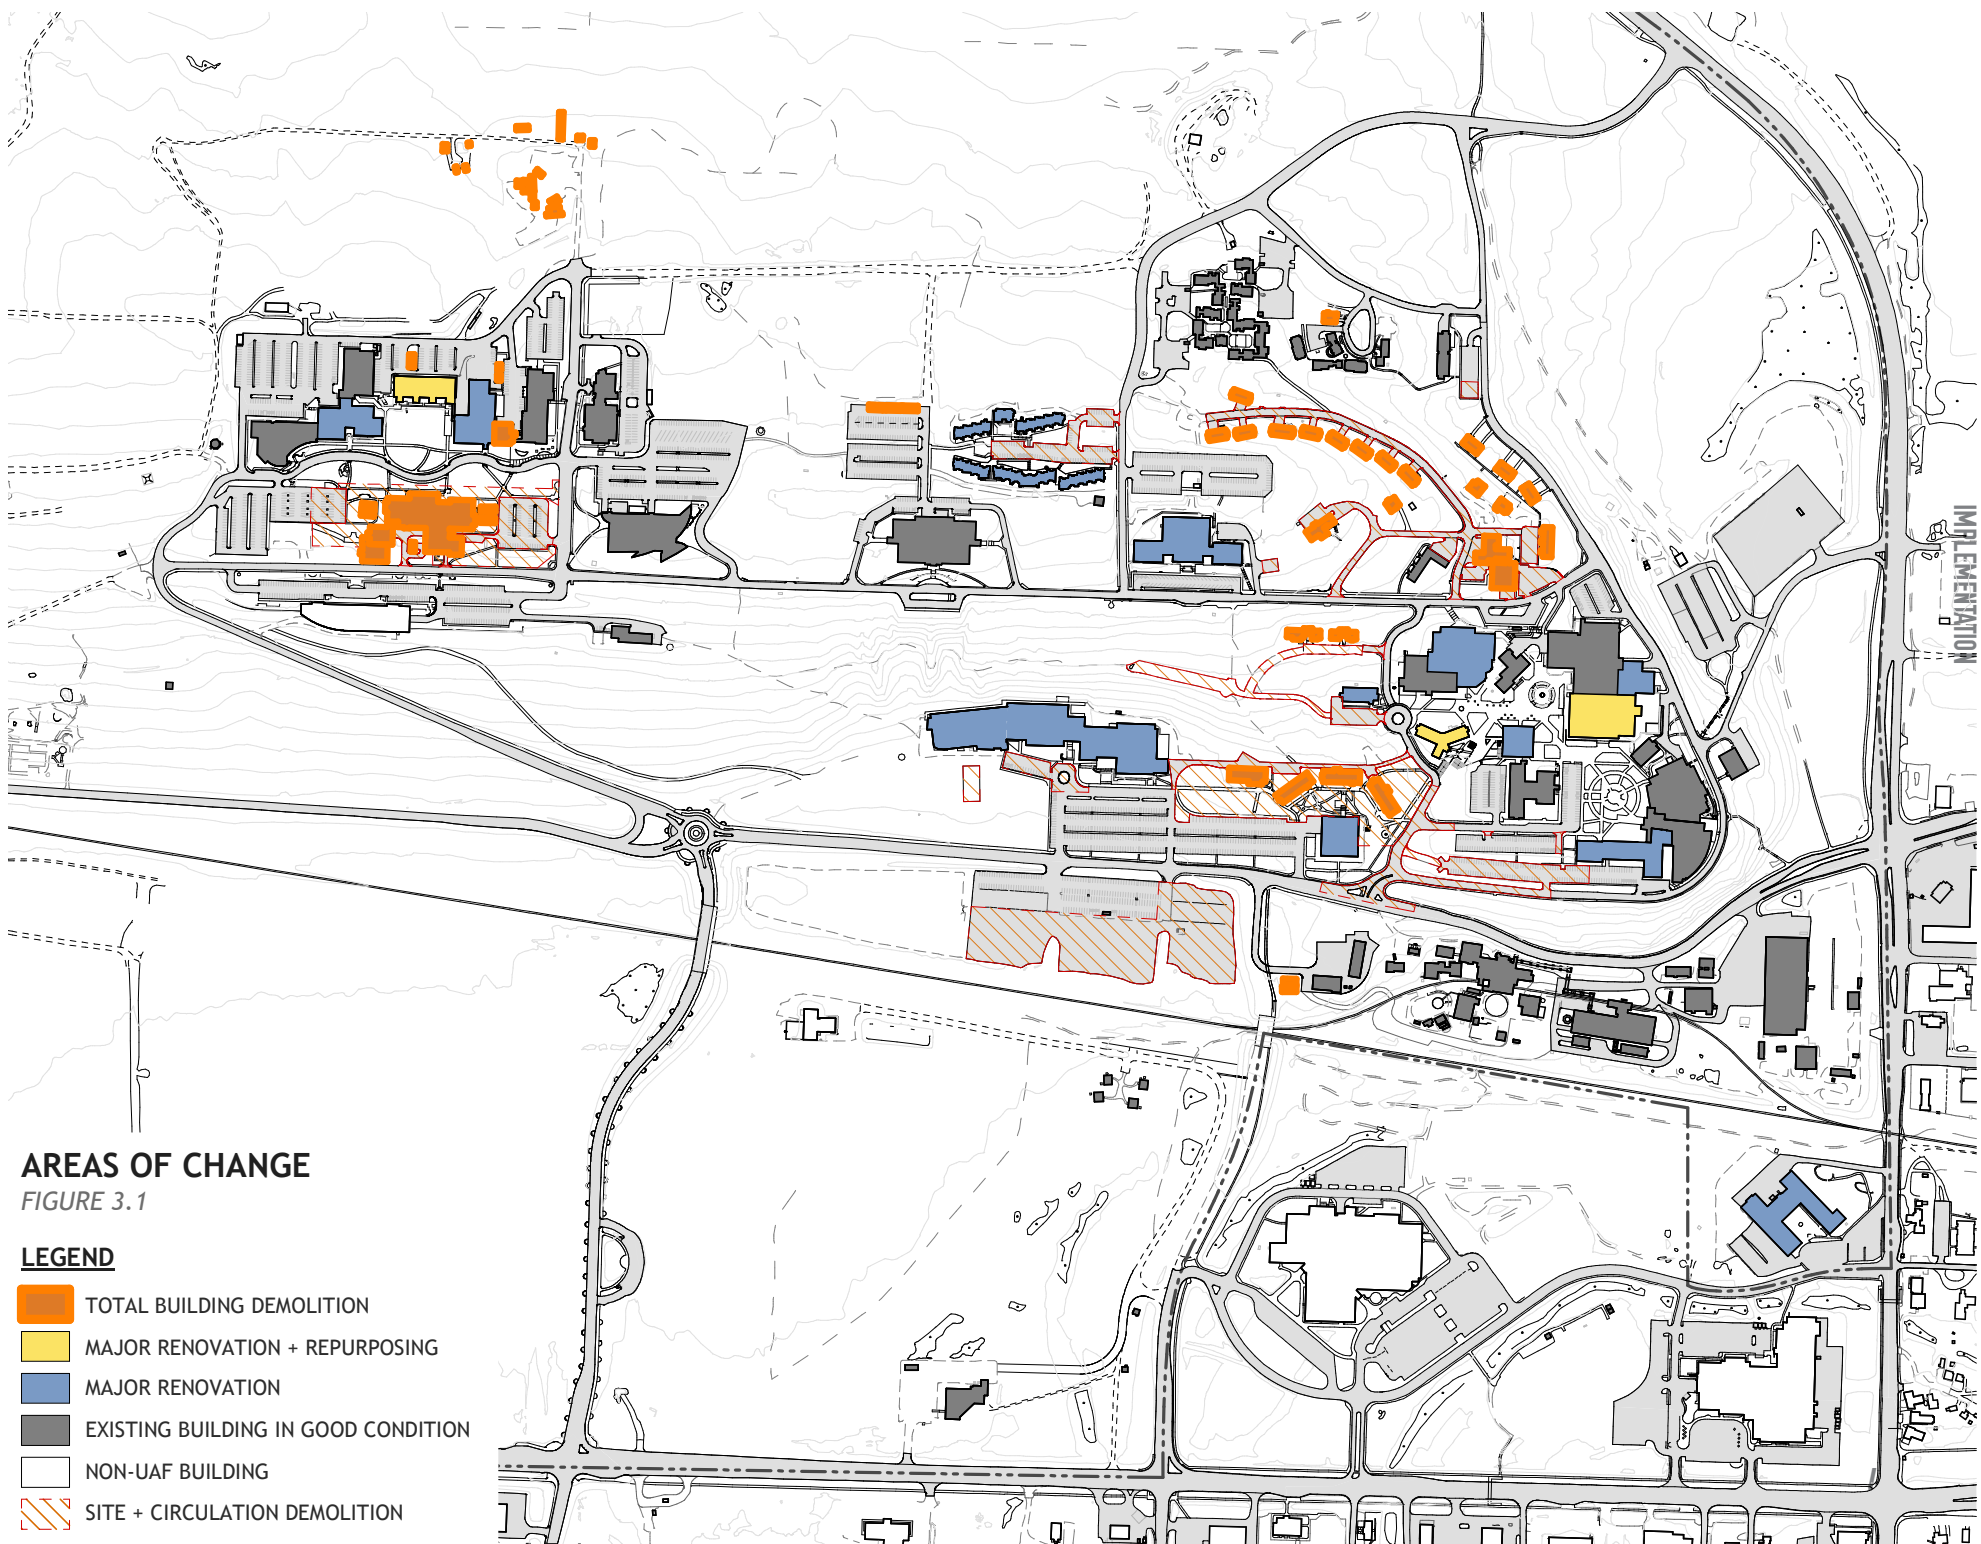 IMPLEMENTATION
AREAS OF CHANGE
FIGURE 3.1
LEGEND
TOTAL BUILDING DEMOLITION
MAJOR RENOVATION + REPURPOSING
MAJOR RENOVATION
EXISTING BUILDING IN GOOD CONDITION
NON-UAF BUILDING
SITE + CIRCULATION DEMOLITION